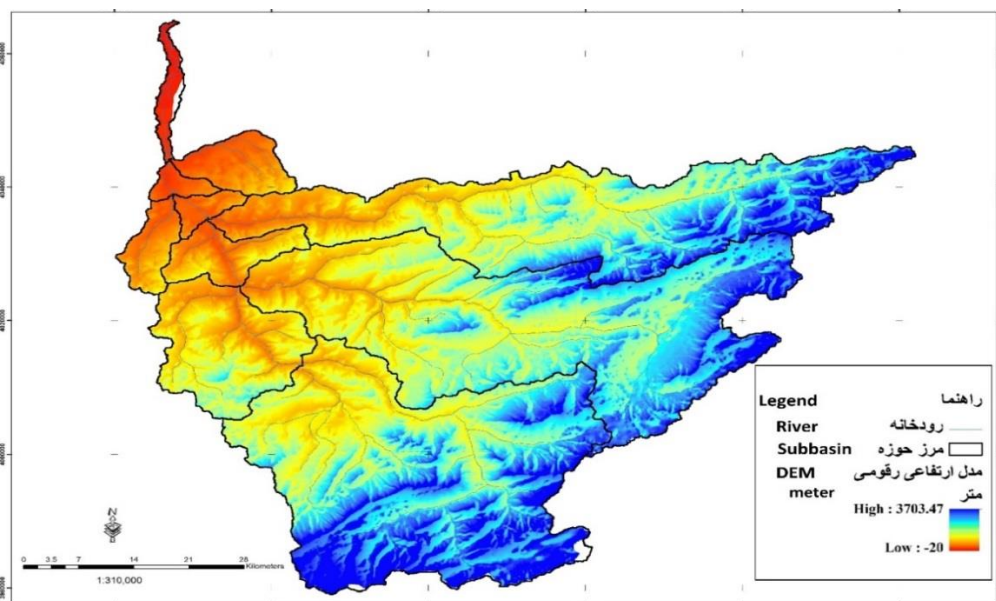 Legend راهنما
River رودخانه
Subbasin مرز حوزه
DEM مدل ارتفاعی رقومی
meter متر
High : 3703.47
Low : -20
N
0 3.5 7 14 21 28
Kilometers
1:310,000